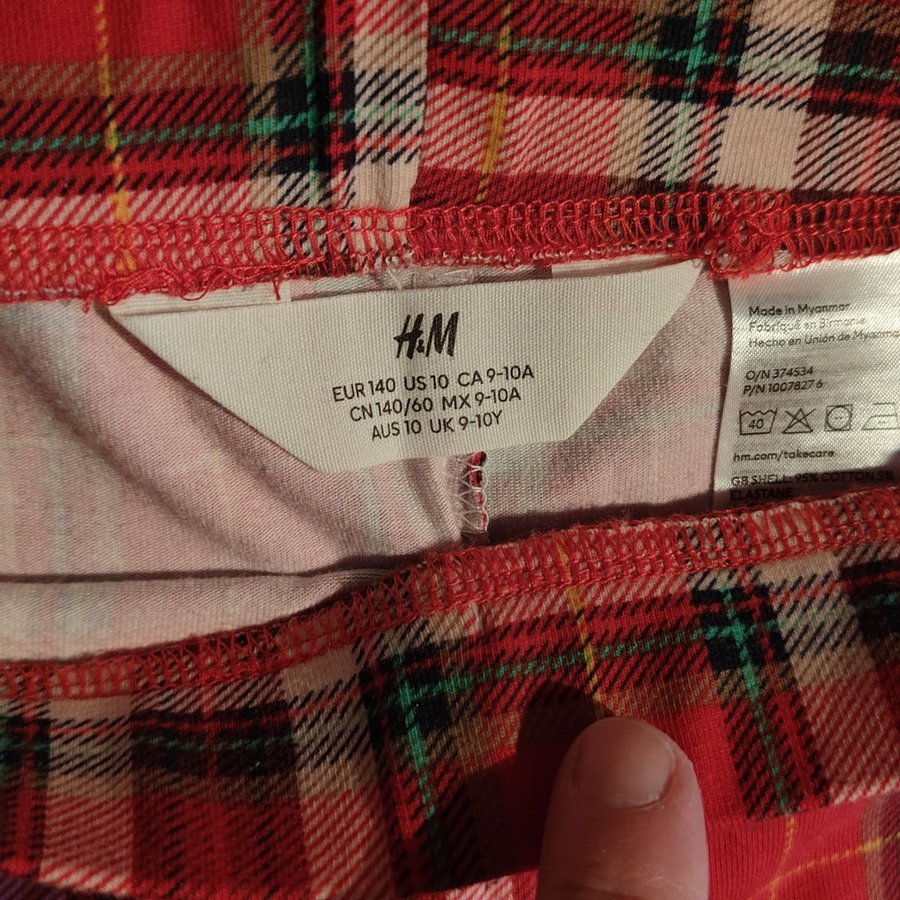 H&M
EUR 140 US 10 CA 9-10A
CN 140/60 MX 9-10A
AUS 10 UK 9-10Y
Made in Myanmar
Fabriqué en Birmanie
Hecho en Unión de Myanmar
O/N 374534
P/N 1007827 6
40
hm.com/takecare
GB SHELL: 95% COTTON 5%
ELASTANE